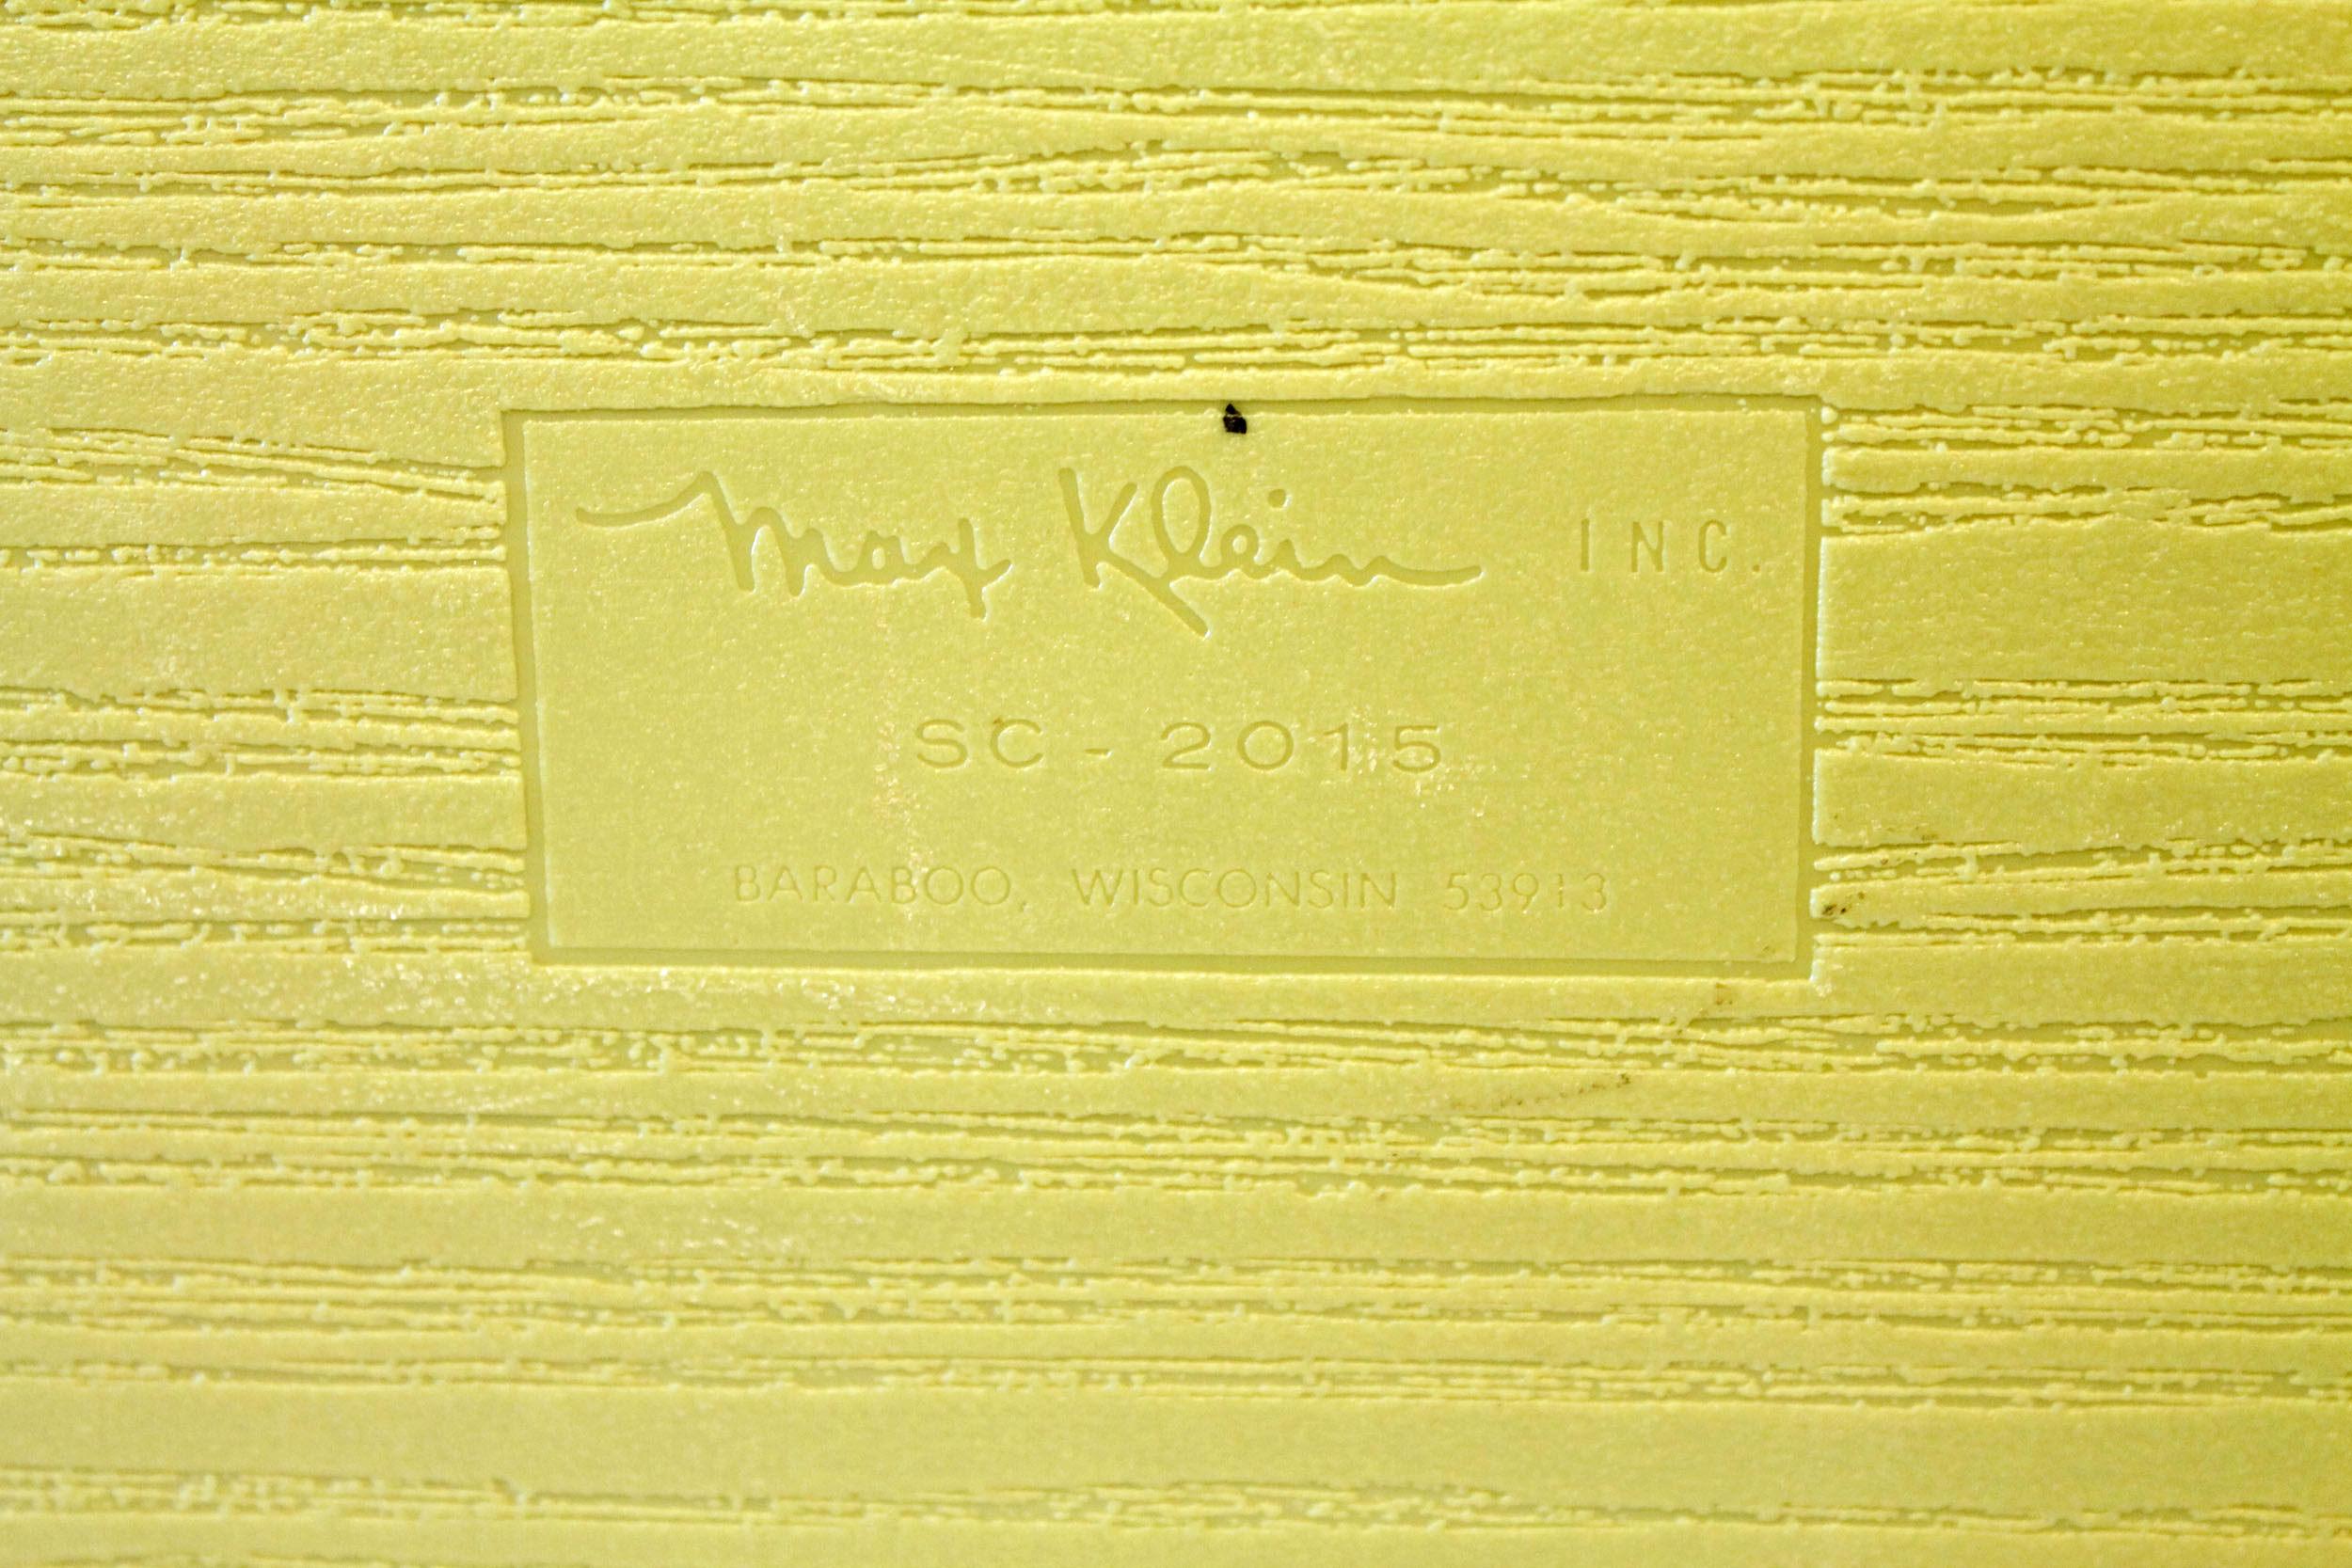 Max Klein INC.
SC - 2015
BARABOO, WISCONSIN 53913